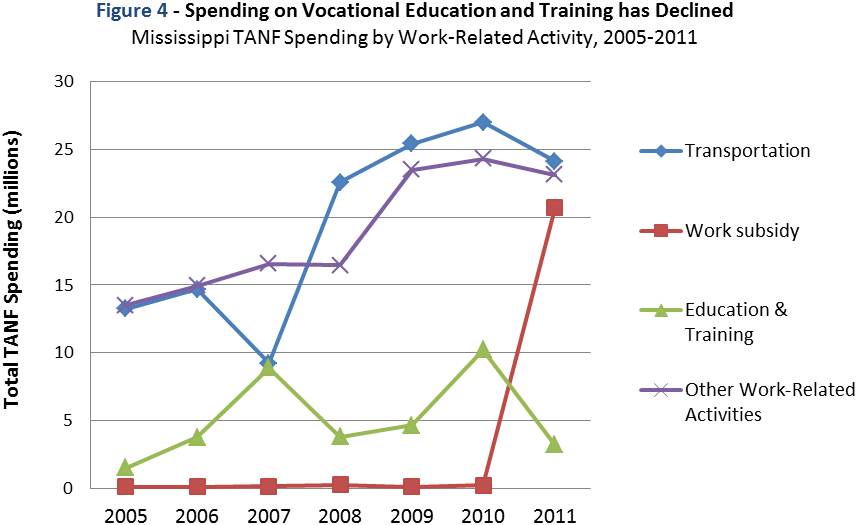 Figure 4 - Spending on Vocational Education and Training has Declined
Mississippi TANF Spending by Work-Related Activity, 2005-2011
Total TANF Spending (millions)
30
25
20
15
10
5
0
2005 2006 2007 2008 2009 2010 2011
Transportation
Work subsidy
Education &
Training
Other Work-Related
Activities